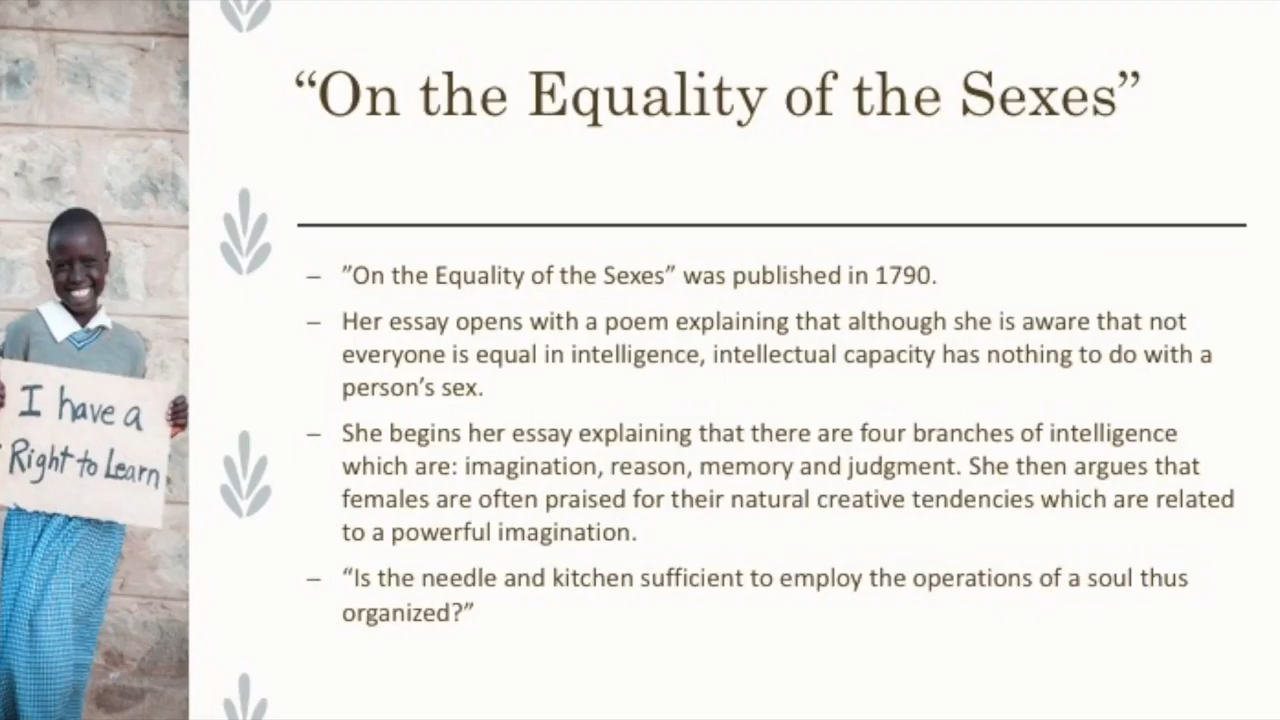 “On the Equality of the Sexes”
– ”On the Equality of the Sexes” was published in 1790.
– Her essay opens with a poem explaining that although she is aware that not
everyone is equal in intelligence, intellectual capacity has nothing to do with a
person’s sex.
– She begins her essay explaining that there are four branches of intelligence
which are: imagination, reason, memory and judgment. She then argues that
females are often praised for their natural creative tendencies which are related
to a powerful imagination.
– “Is the needle and kitchen sufficient to employ the operations of a soul thus
organized?”
I have a
Right to Learn